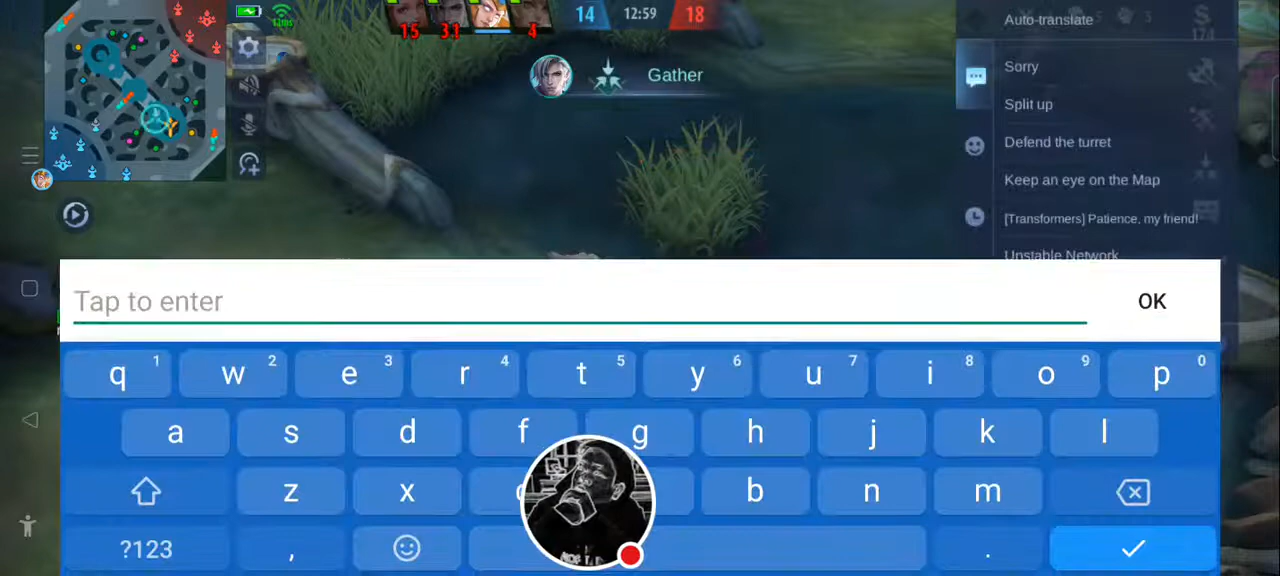 11ms
15 31 4
14 12:59 18
Gather
Auto-translate
Sorry
Split up
Defend the turret
Keep an eye on the Map
[Transformers] Patience, my friend!
Unstable Network
Tap to enter
OK
q 1 w 2 e 3 r 4 t 5 y 6 u 7 i 8 o 9 p 0
a s d f g h j k l
z x c b n m
?123 , .